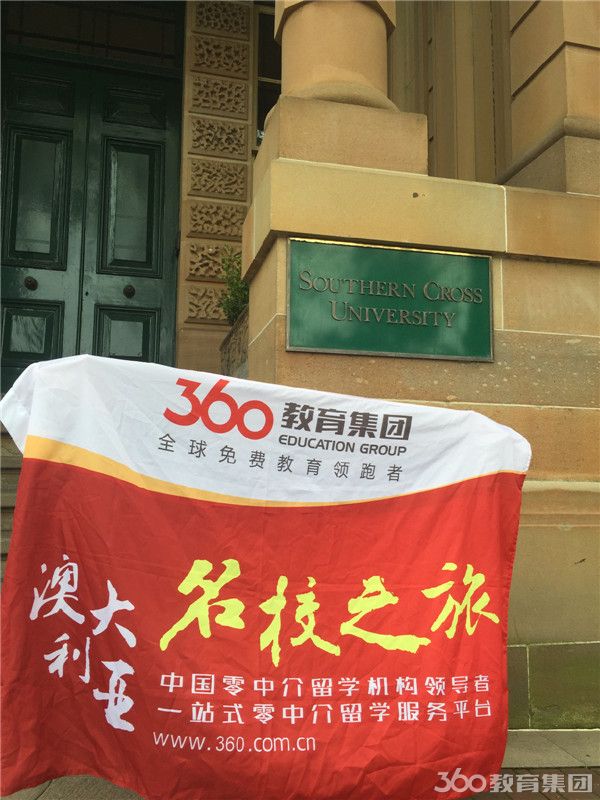 SOUTHERN CROSS
UNIVERSITY
360 教育集团
EDUCATION GROUP
全球免费教育领跑者
澳大利亚
名校之旅
中国零中介留学机构领导者
一站式零中介留学服务平台
www.360.com.cn
360教育集团